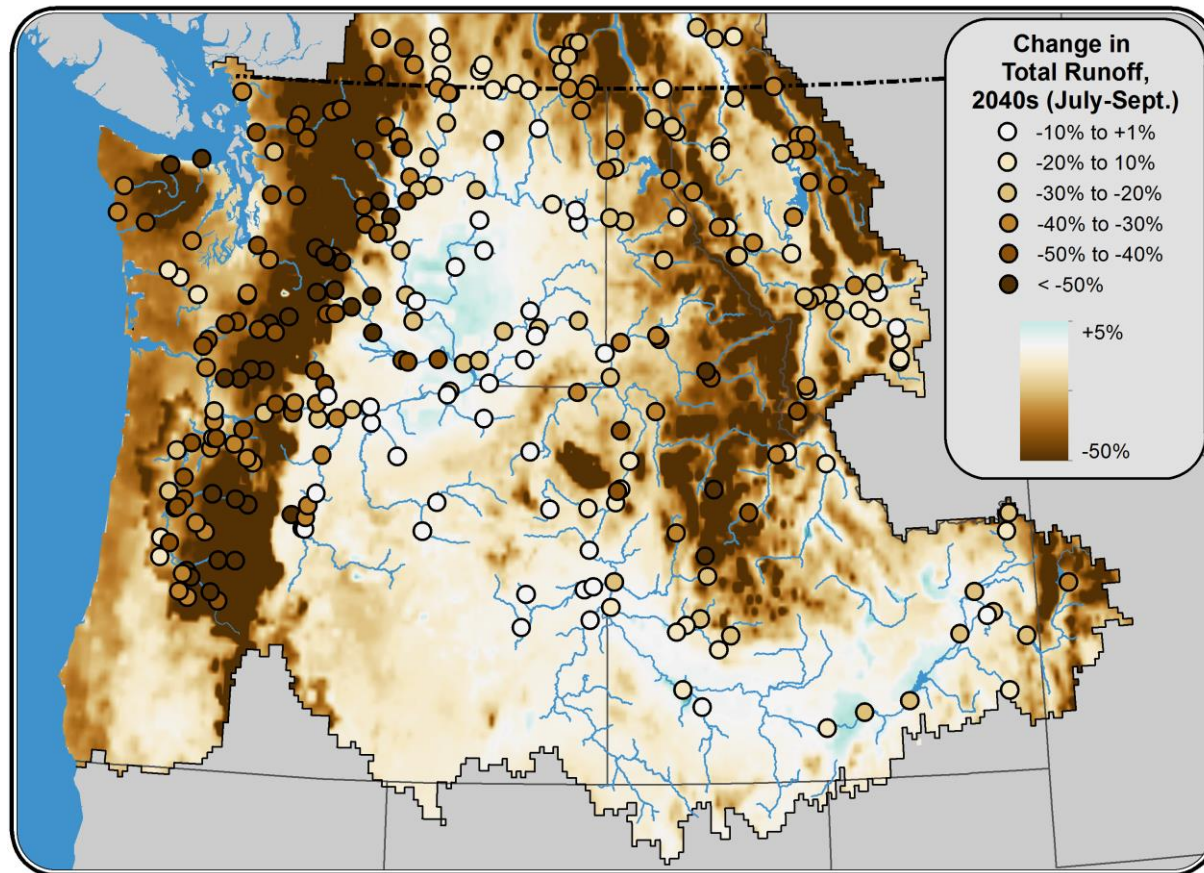 Change in
Total Runoff,
2040s (July-Sept.)
-10% to +1%
-20% to 10%
-30% to -20%
-40% to -30%
-50% to -40%
< -50%
+5%
-50%